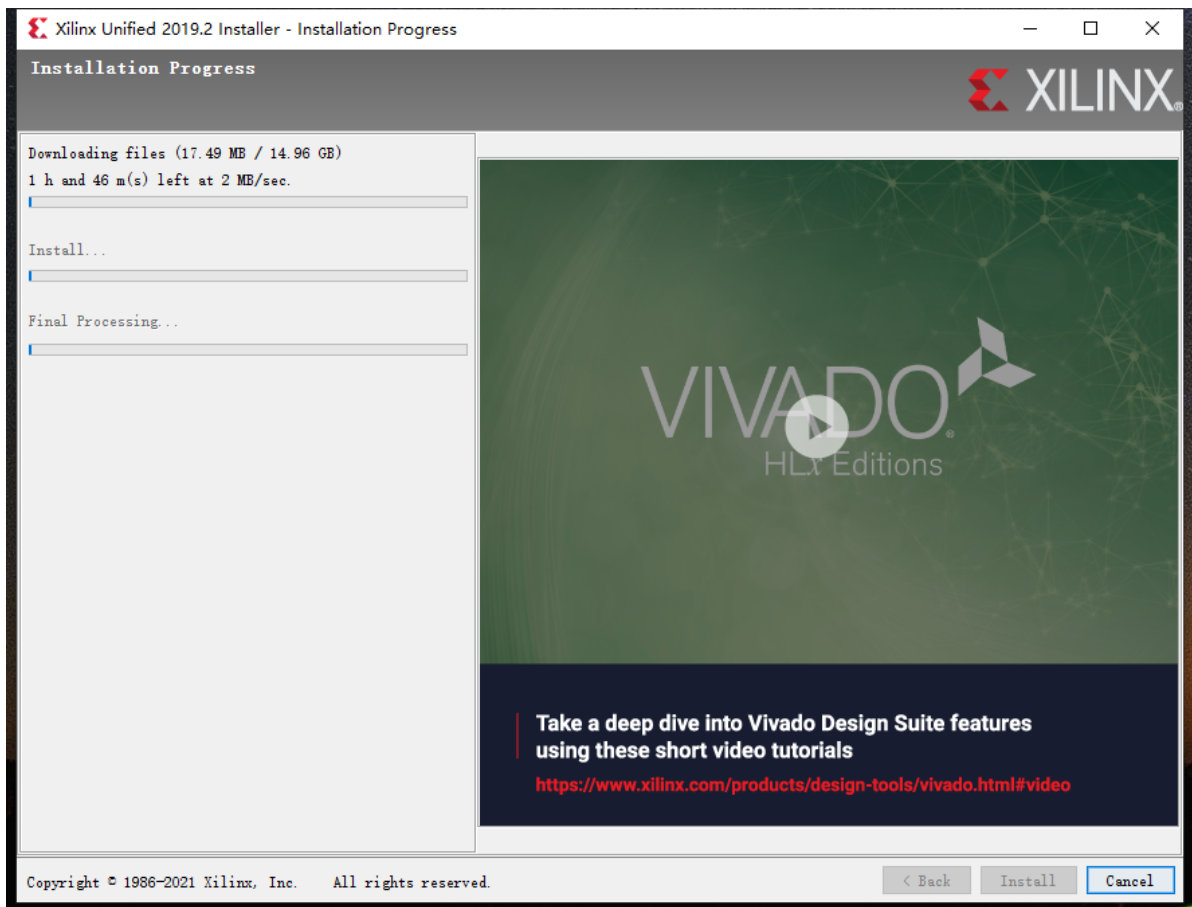 Xilinx Unified 2019.2 Installer - Installation Progress
Installation Progress
XILINX®
Downloading files (17.49 MB / 14.96 GB)
1 h and 46 m(s) left at 2 MB/sec.
Install...
Final Processing...
VIVADO®
HLx Editions
Take a deep dive into Vivado Design Suite features
using these short video tutorials
https://www.xilinx.com/products/design-tools/vivado.html#video
Copyright © 1986-2021 Xilinx, Inc. All rights reserved.
< Back Install Cancel